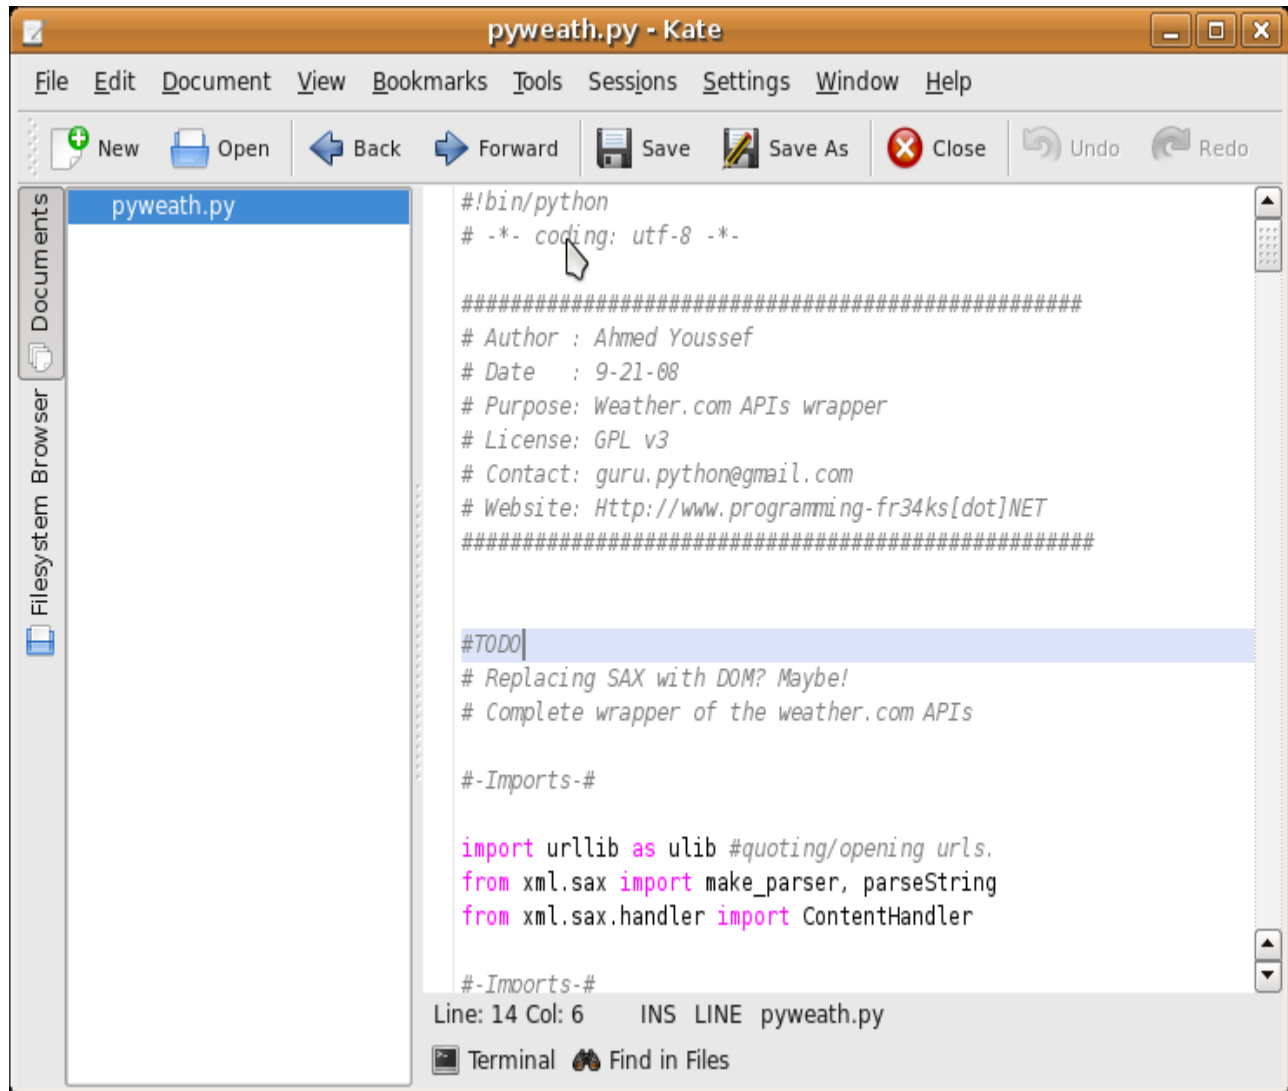 pyweath.py - Kate
File Edit Document View Bookmarks Tools Sessions Settings Window Help
New Open Back Forward Save Save As Close Undo Redo
Documents
Filesystem Browser
pyweath.py
#!bin/python
# -*- coding: utf-8 -*-
###################################################
# Author : Ahmed Youssef
# Date   : 9-21-08
# Purpose: Weather.com APIs wrapper
# License: GPL v3
# Contact: guru.python@gmail.com
# Website: Http://www.programming-fr34ks[dot]NET
####################################################
#TODO
# Replacing SAX with DOM? Maybe!
# Complete wrapper of the weather.com APIs
#-Imports-#
import urllib as ulib #quoting/opening urls.
from xml.sax import make_parser, parseString
from xml.sax.handler import ContentHandler
#-Imports-#
Line: 14 Col: 6 INS LINE pyweath.py
Terminal Find in Files